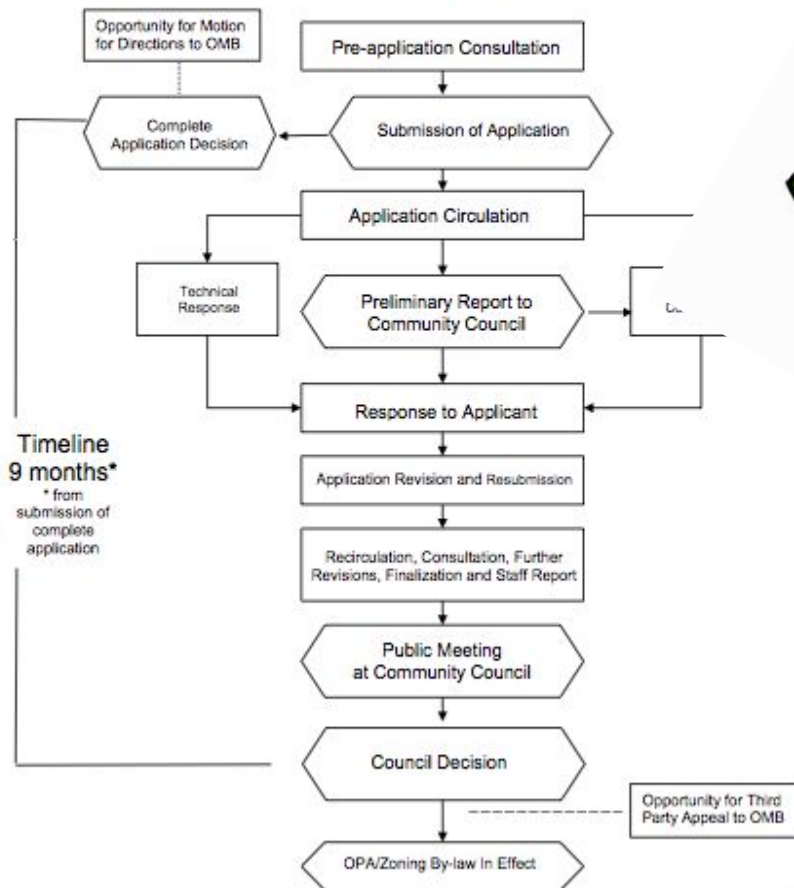 Opportunity for Motion
for Directions to OMB
Pre-application Consultation
Complete
Application Decision
Submission of Application
Application Circulation
Technical
Response
Preliminary Report to
Community Council
Response to Applicant
Timeline
9 months*
* from
submission of
complete
application
Application Revision and Resubmission
Recirculation, Consultation, Further
Revisions, Finalization and Staff Report
Public Meeting
at Community Council
Council Decision
Opportunity for Third
Party Appeal to OMB
OPA/Zoning By-law In Effect